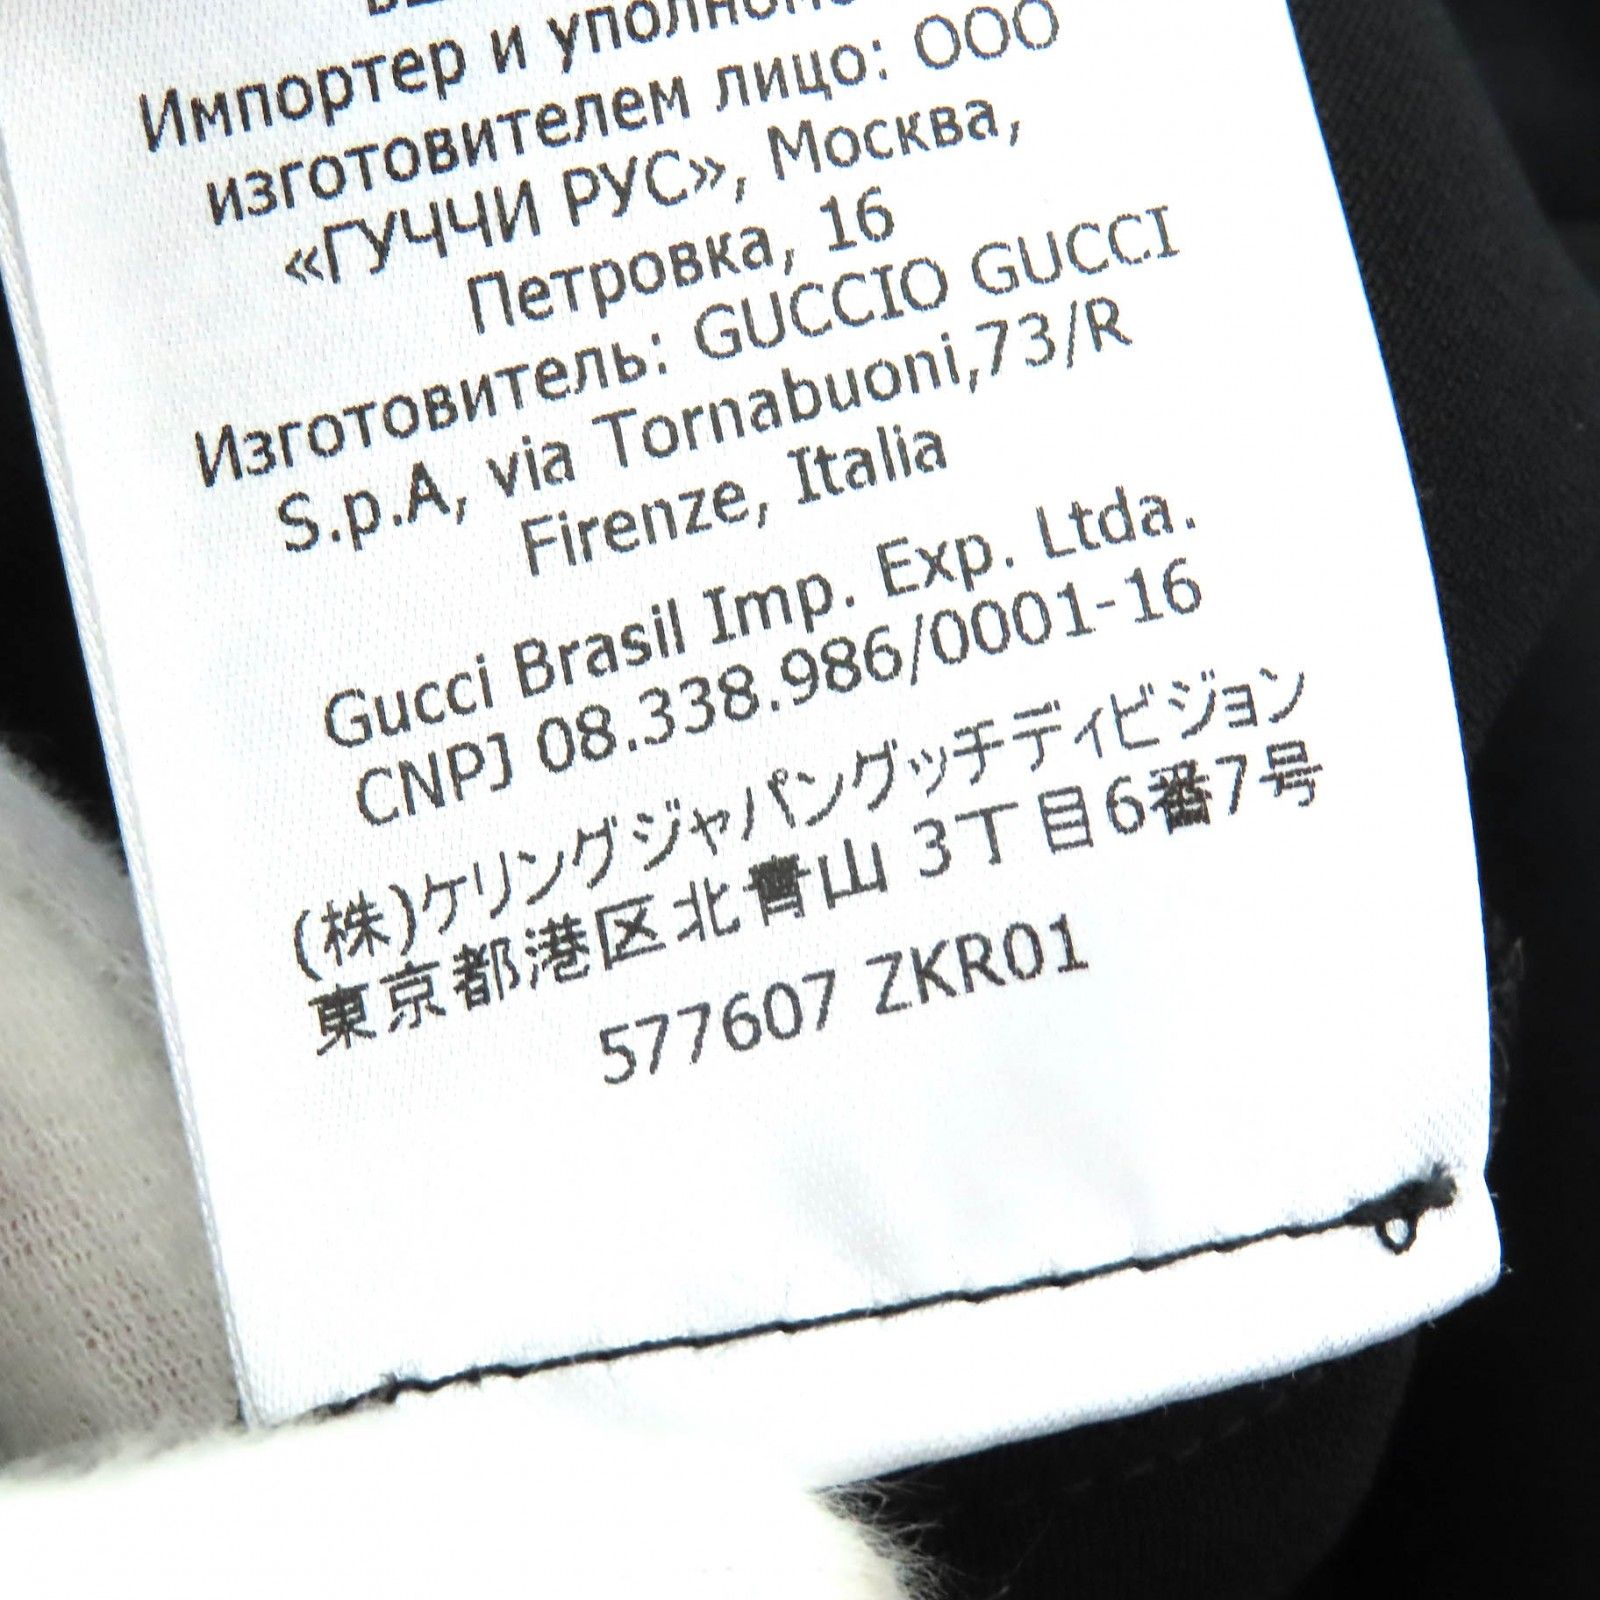 Импортер и
изготовителем лицо: ООО
«ГУЧЧИ РУС», Москва,
Петровка, 16
Изготовитель: GUCCIO GUCCI
S.p.A, via Tornabuoni,73/R
Firenze, Italia
Gucci Brasil Imp. Exp. Ltda.
CNPJ 08.338.986/0001-16
(株)ケリングジャパングッチディビジョン
東京都港区北青山 3丁目6番7号
577607 ZKR01